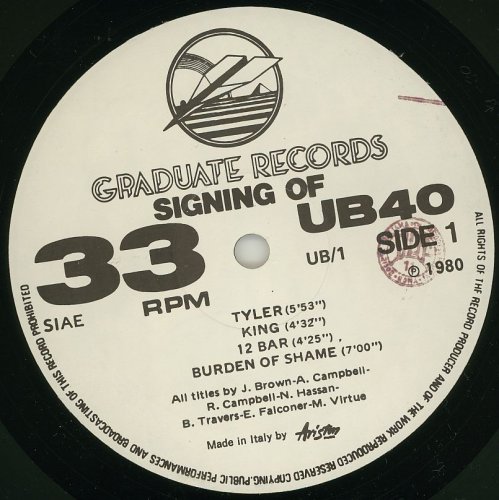 GRADUATE RECORDS
SIGNING OF
UB40
33
RPM
SIAE
UB/1
SIDE 1
℗ 1980
TYLER (5'53")
KING (4'32")
12 BAR (4'25")
BURDEN OF SHAME (7'00")
All titles by J. Brown-A. Campbell-
R. Campbell-N. Hassan-
B. Travers-E. Falconer-M. Virtue
Made in Italy by Ariston
ALL RIGHTS OF THE RECORD PRODUCER AND OF THE WORK REPRODUCED RESERVED COPYING.PUBLIC PERFORMANCES AND BROADCASTING OF THIS RECORD PROHIBITED